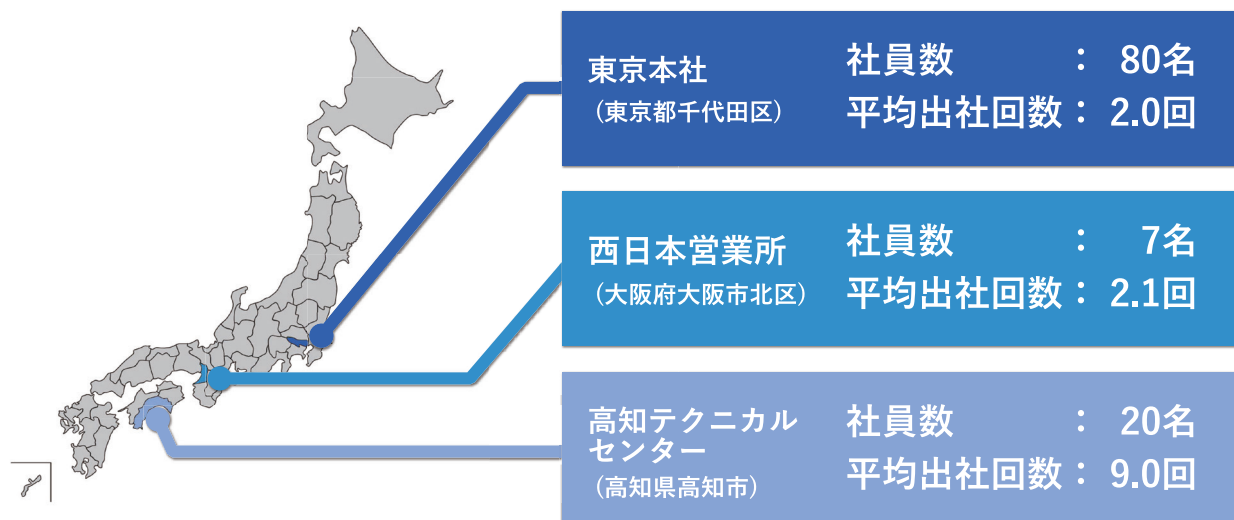 東京本社
(東京都千代田区)
社員数 : 80名
平均出社回数: 2.0回
西日本営業所
(大阪府大阪市北区)
社員数 : 7名
平均出社回数: 2.1回
高知テクニカル
センター
(高知県高知市)
社員数 : 20名
平均出社回数: 9.0回